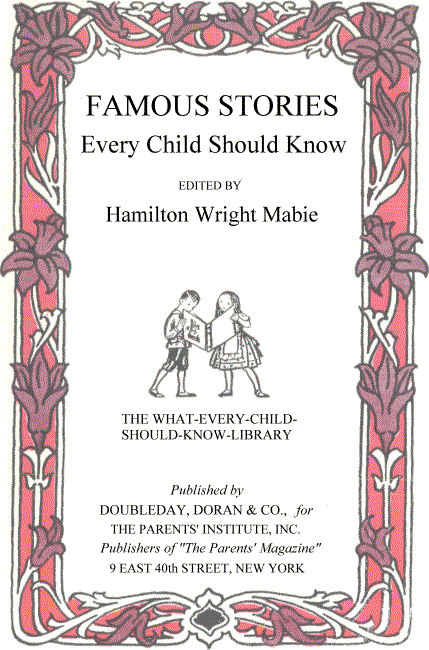 FAMOUS STORIES
Every Child Should Know
EDITED BY
Hamilton Wright Mabie
THE WHAT-EVERY-CHILD-
SHOULD-KNOW-LIBRARY
Published by
DOUBLEDAY, DORAN & CO., for
THE PARENTS' INSTITUTE, INC.
Publishers of "The Parents' Magazine"
9 EAST 40th STREET, NEW YORK